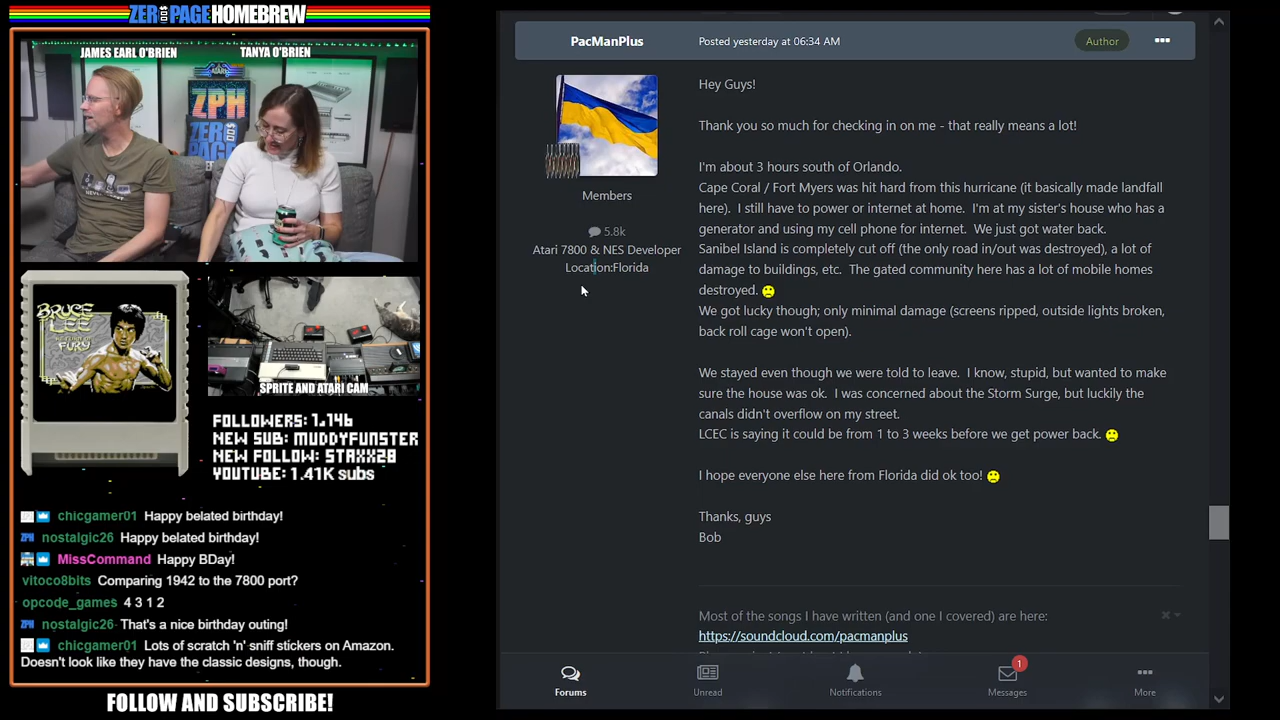 ZERO PAGE HOMEBREW
JAMES EARL O'BRIEN
TANYA O'BRIEN
ATARI
ZPH
BRUCE
LEE
FURY
SPRITE AND ATARI CAM
FOLLOWERS: 1,146
NEW SUB: MUDDYFUNSTER
NEW FOLLOW: STAXX28
YOUTUBE: 1.41K subs
chicgamer01 Happy belated birthday!
nostalgic26 Happy belated birthday!
MissCommand Happy BDay!
vitoco8bits Comparing 1942 to the 7800 port?
opcode_games 4 3 1 2
nostalgic26 That's a nice birthday outing!
chicgamer01 Lots of scratch 'n' sniff stickers on Amazon.
Doesn't look like they have the classic designs, though.
FOLLOW AND SUBSCRIBE!
PacManPlus
Posted yesterday at 06:34 AM
Author
Members
5.8k
Atari 7800 & NES Developer
Location:Florida
Hey Guys!
Thank you so much for checking in on me - that really means a lot!
I'm about 3 hours south of Orlando.
Cape Coral / Fort Myers was hit hard from this hurricane (it basically made landfall
here). I still have to power or internet at home. I'm at my sister's house who has a
generator and using my cell phone for internet. We just got water back.
Sanibel Island is completely cut off (the only road in/out was destroyed), a lot of
damage to buildings, etc. The gated community here has a lot of mobile homes
destroyed.
We got lucky though; only minimal damage (screens ripped, outside lights broken,
back roll cage won't open).
We stayed even though we were told to leave. I know, stupid, but wanted to make
sure the house was ok. I was concerned about the Storm Surge, but luckily the
canals didn't overflow on my street.
LCEC is saying it could be from 1 to 3 weeks before we get power back.
I hope everyone else here from Florida did ok too!
Thanks, guys
Bob
Most of the songs I have written (and one I covered) are here:
https://soundcloud.com/pacmanplus
Forums
Unread
Notifications
1
Messages
More